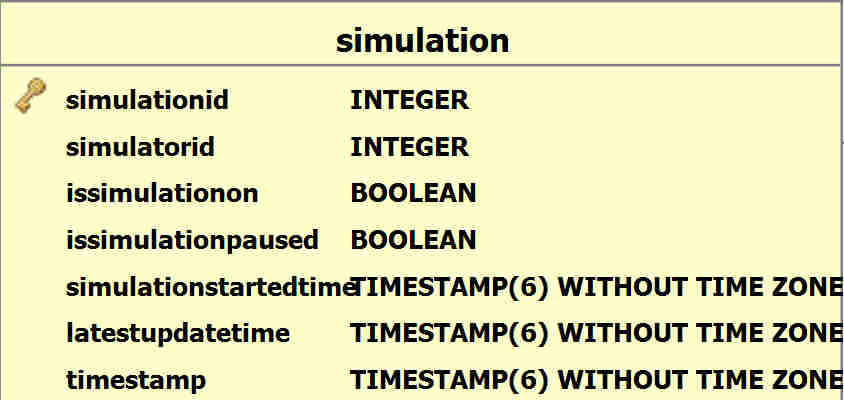 simulation
simulationid INTEGER
simulatorid INTEGER
issimulationon BOOLEAN
issimulationpaused BOOLEAN
simulationstartedtime TIMESTAMP(6) WITHOUT TIME ZONE
latestupdatetime TIMESTAMP(6) WITHOUT TIME ZONE
timestamp TIMESTAMP(6) WITHOUT TIME ZONE